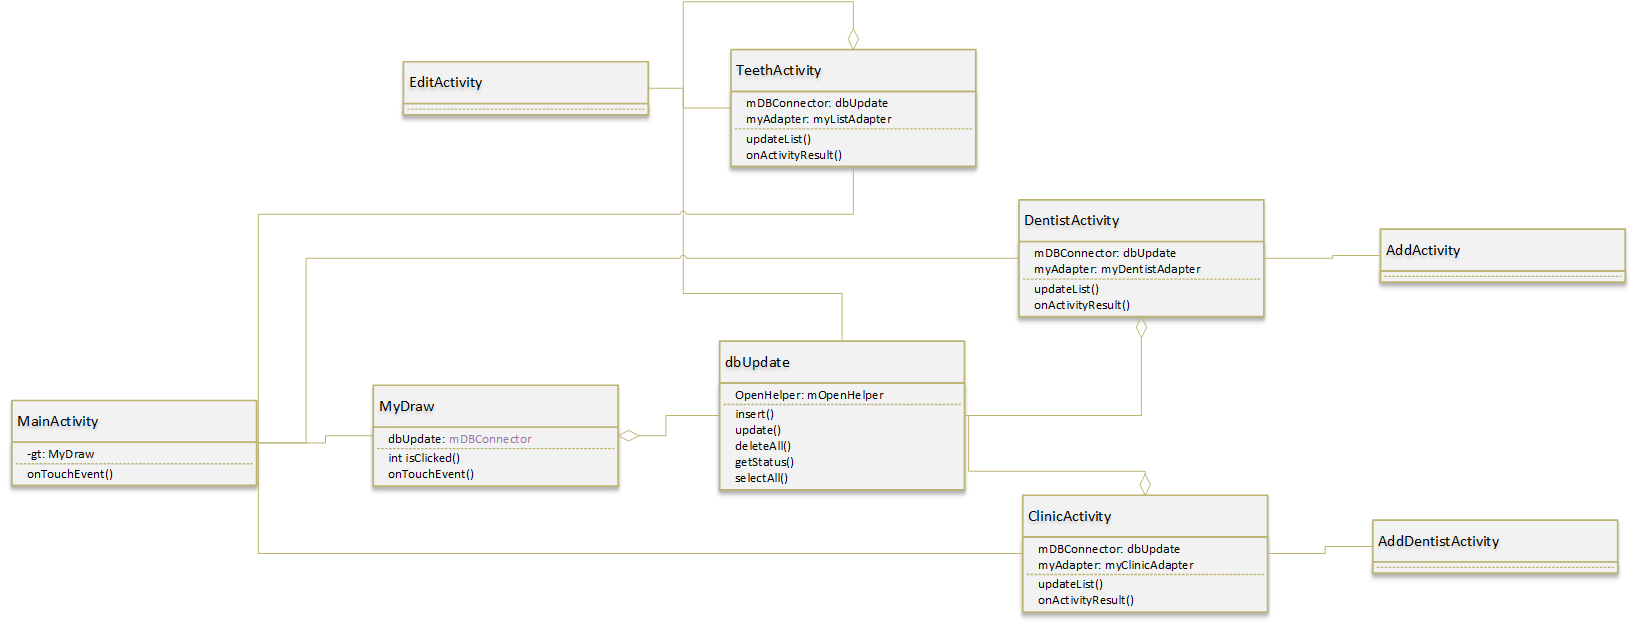 EditActivity
TeethActivity
mDBConnector: dbUpdate
myAdapter: myListAdapter
updateList()
onActivityResult()
DentistActivity
mDBConnector: dbUpdate
myAdapter: myDentistAdapter
updateList()
onActivityResult()
AddActivity
dbUpdate
OpenHelper: mOpenHelper
insert()
update()
deleteAll()
getStatus()
selectAll()
MyDraw
dbUpdate: mDBConnector
int isClicked()
onTouchEvent()
MainActivity
-gt: MyDraw
onTouchEvent()
ClinicActivity
mDBConnector: dbUpdate
myAdapter: myClinicAdapter
updateList()
onActivityResult()
AddDentistActivity